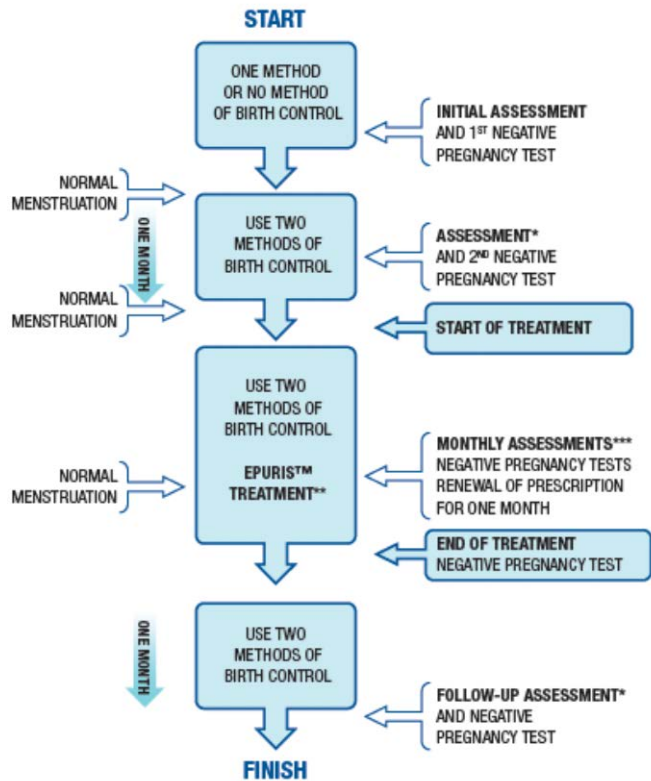 START
ONE METHOD
OR NO METHOD
OF BIRTH CONTROL
INITIAL ASSESSMENT
AND 1ST NEGATIVE
PREGNANCY TEST
NORMAL
MENSTRUATION
USE TWO
METHODS OF
BIRTH CONTROL
ASSESSMENT*
AND 2ND NEGATIVE
PREGNANCY TEST
ONE MONTH
NORMAL
MENSTRUATION
START OF TREATMENT
USE TWO
METHODS OF
BIRTH CONTROL
EPURIS™
TREATMENT**
NORMAL
MENSTRUATION
MONTHLY ASSESSMENTS***
NEGATIVE PREGNANCY TESTS
RENEWAL OF PRESCRIPTION
FOR ONE MONTH
END OF TREATMENT
NEGATIVE PREGNANCY TEST
ONE MONTH
USE TWO
METHODS OF
BIRTH CONTROL
FOLLOW-UP ASSESSMENT*
AND NEGATIVE
PREGNANCY TEST
FINISH